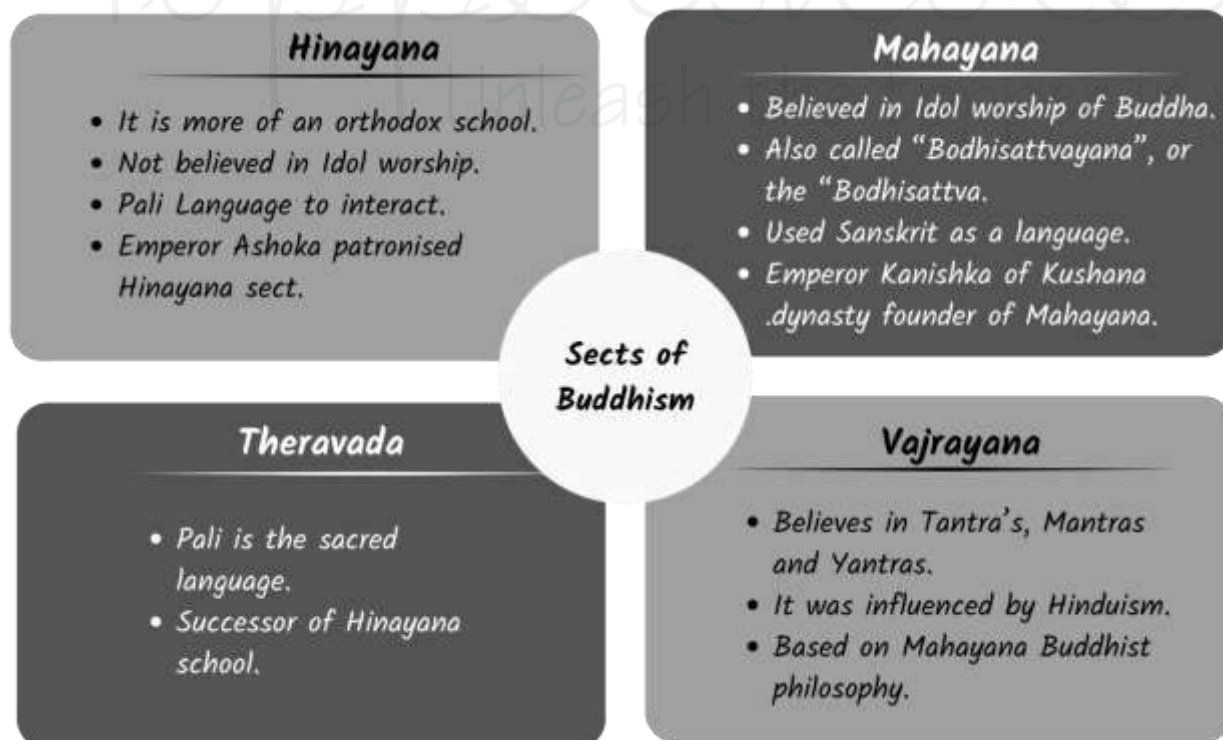 Unleash the
Hinayana
• It is more of an orthodox school.
• Not believed in Idol worship.
• Pali Language to interact.
• Emperor Ashoka patronised
Hinayana sect.
Mahayana
• Believed in Idol worship of Buddha.
• Also called “Bodhisattvayana”, or
the “Bodhisattva.
• Used Sanskrit as a language.
• Emperor Kanishka of Kushana
.dynasty founder of Mahayana.
Sects of
Buddhism
Theravada
• Pali is the sacred
language.
• Successor of Hinayana
school.
Vajrayana
• Believes in Tantra’s, Mantras
and Yantras.
• It was influenced by Hinduism.
• Based on Mahayana Buddhist
philosophy.